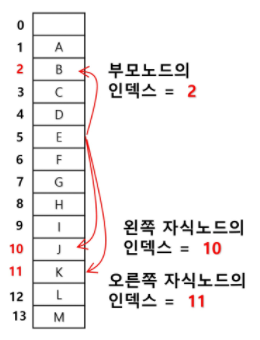 0
1 A
2 B
3 C
4 D
5 E
6 F
7 G
8 H
9 I
10 J
11 K
12 L
13 M
부모노드의
인덱스 = 2
왼쪽 자식노드의
인덱스 = 10
오른쪽 자식노드의
인덱스 = 11